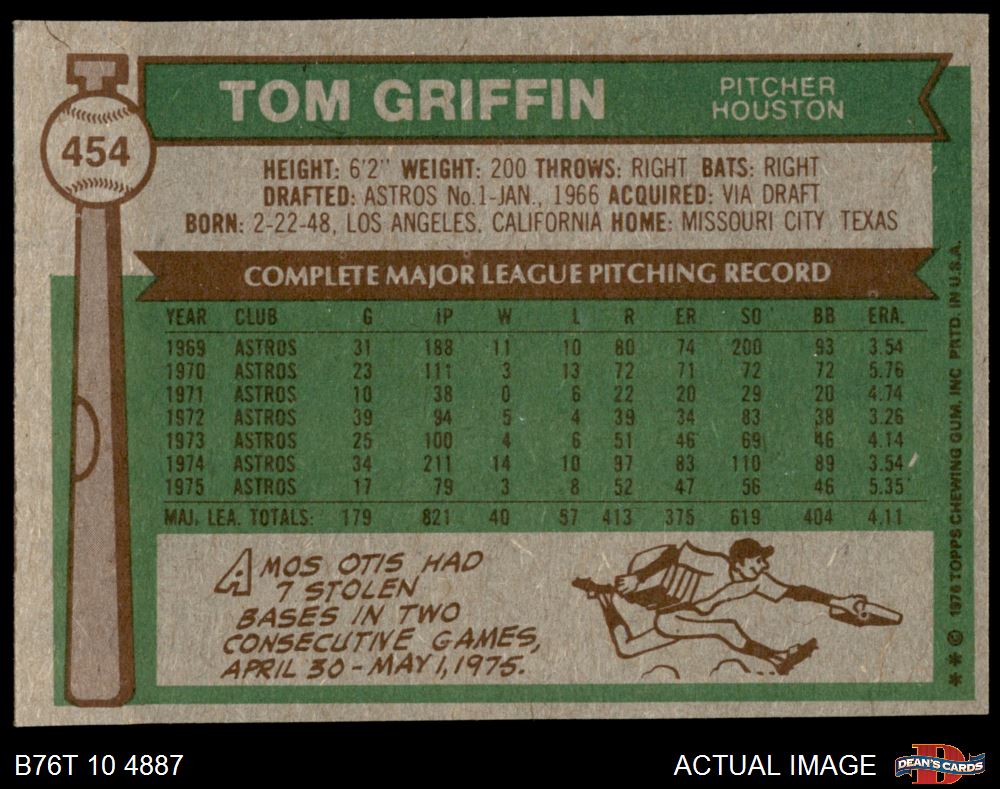 TOM GRIFFIN
PITCHER
HOUSTON
454
HEIGHT: 6'2" WEIGHT: 200 THROWS: RIGHT BATS: RIGHT
DRAFTED: ASTROS No.1-JAN., 1966 ACQUIRED: VIA DRAFT
BORN: 2-22-48, LOS ANGELES, CALIFORNIA HOME: MISSOURI CITY TEXAS
COMPLETE MAJOR LEAGUE PITCHING RECORD
YEAR CLUB G IP W L R ER SO BB ERA.
1969 ASTROS 31 188 11 10 80 74 200 93 3.54
1970 ASTROS 23 111 3 13 72 71 72 72 5.76
1971 ASTROS 10 38 0 6 22 20 29 20 4.74
1972 ASTROS 39 94 5 4 39 34 83 38 3.26
1973 ASTROS 25 100 4 6 51 46 69 46 4.14
1974 ASTROS 34 211 14 10 97 83 110 89 3.54
1975 ASTROS 17 79 3 8 52 47 56 46 5.35
MAJ. LEA. TOTALS: 179 821 40 57 413 375 619 404 4.11
AMOS OTIS HAD
7 STOLEN
BASES IN TWO
CONSECUTIVE GAMES,
APRIL 30-MAY 1, 1975.
** © 1976 TOPPS CHEWING GUM, INC PRTD. IN U.S.A.
B76T 10 4887
ACTUAL IMAGE
D
DEAN'S CARDS